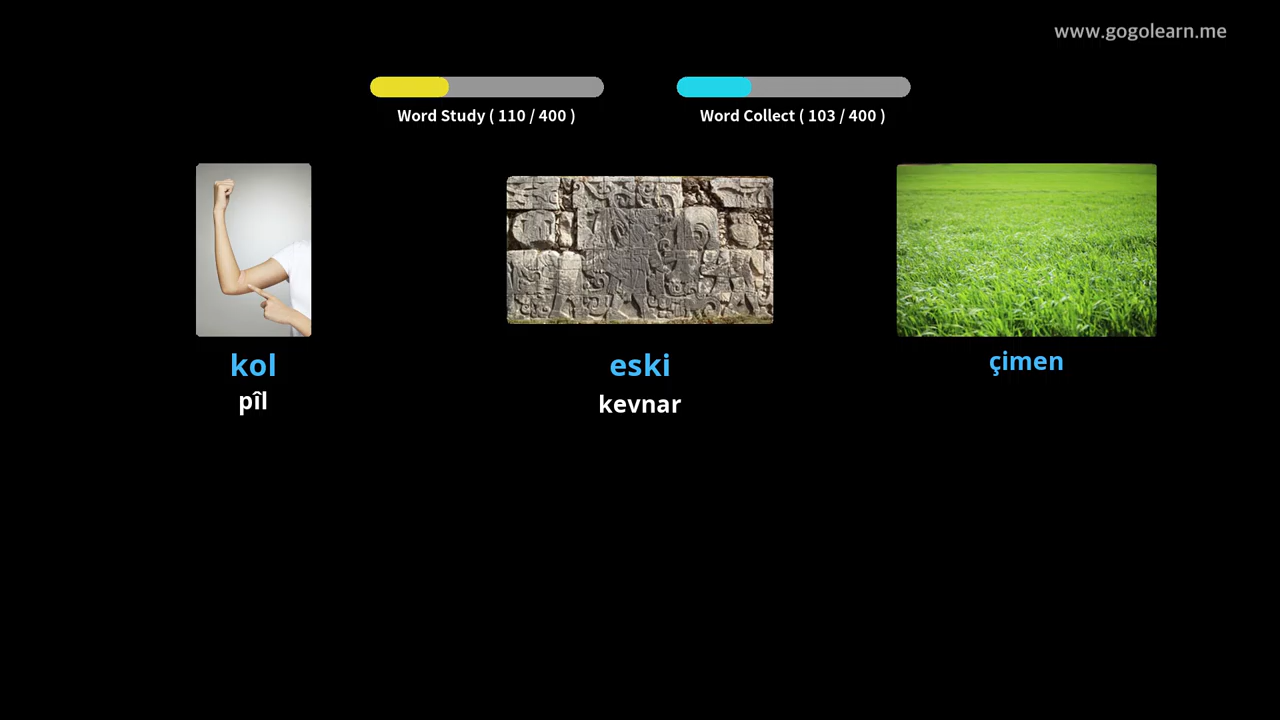 www.gogolearn.me
Word Study ( 110 / 400 )
Word Collect ( 103 / 400 )
kol
pîl
eski
kevnar
çimen